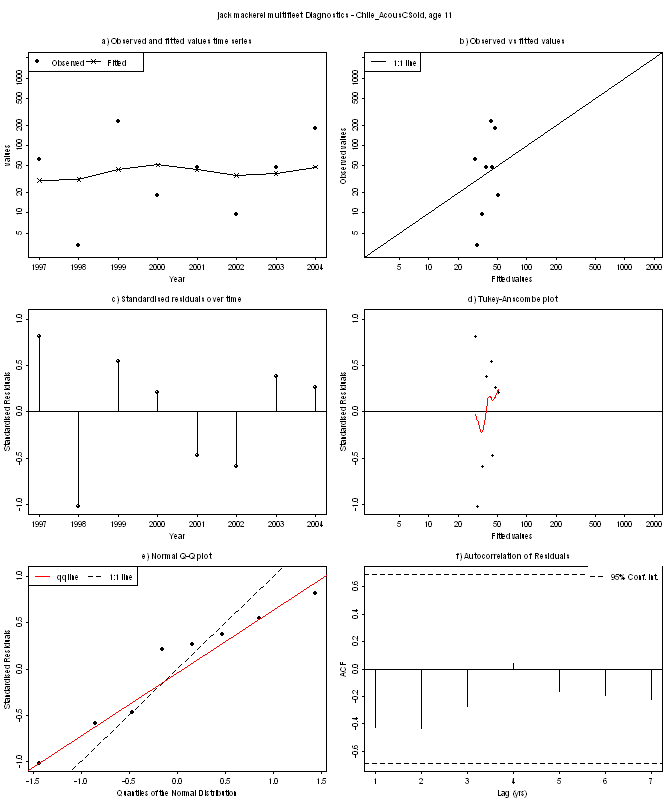 jack mackerel multifleet Diagnostics - Chile_AcousCSold, age 11
a) Observed and fitted values time series
Observed Fitted
values
5 10 20 50 100 200 500 1000
1997 1998 1999 2000 2001 2002 2003 2004
Year
b) Observed vs fitted values
1:1 line
Observed values
5 10 20 50 100 200 500 1000
5 10 20 50 100 200 500 1000 2000
Fitted values
c) Standardised residuals over time
Standardised Residuals
-1.0 -0.5 0.0 0.5 1.0
1997 1998 1999 2000 2001 2002 2003 2004
Year
d) Tukey-Anscombe plot
Standardised Residuals
-1.0 -0.5 0.0 0.5 1.0
5 10 20 50 100 200 500 1000 2000
Fitted values
e) Normal Q-Q plot
qq line 1:1 line
Standardised Residuals
-1.0 -0.5 0.0 0.5 1.0
-1.5 -1.0 -0.5 0.0 0.5 1.0 1.5
Quantiles of the Normal Distribution
f) Autocorrelation of Residuals
95% Conf. Int.
ACF
-0.6 -0.4 -0.2 0.0 0.2 0.4 0.6
1 2 3 4 5 6 7
Lag (yrs)